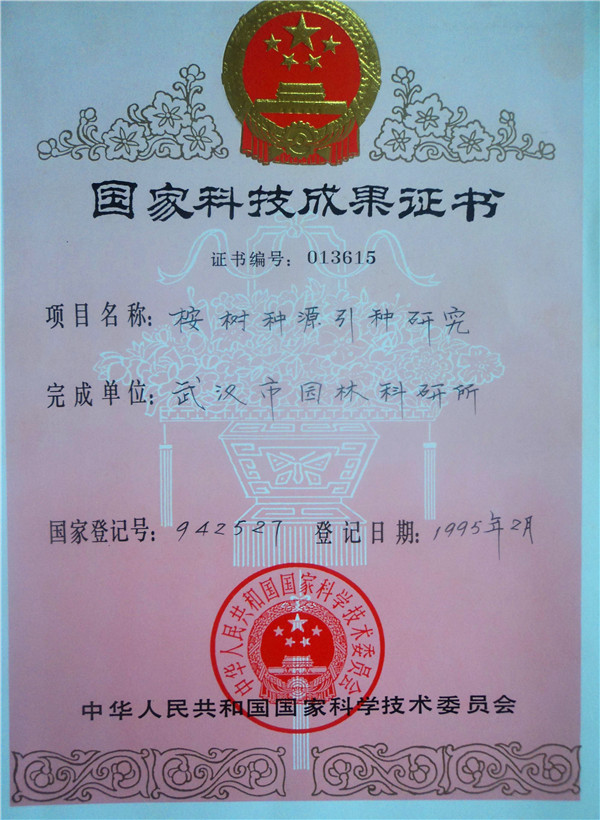 国家科技成果证书
证书编号：013615
项目名称：桉树种源引种研究
完成单位：武汉市园林科研所
国家登记号：942527 登记日期：1995年2月
中华人民共和国国家科学技术委员会
中华人民共和国国家科学技术委员会